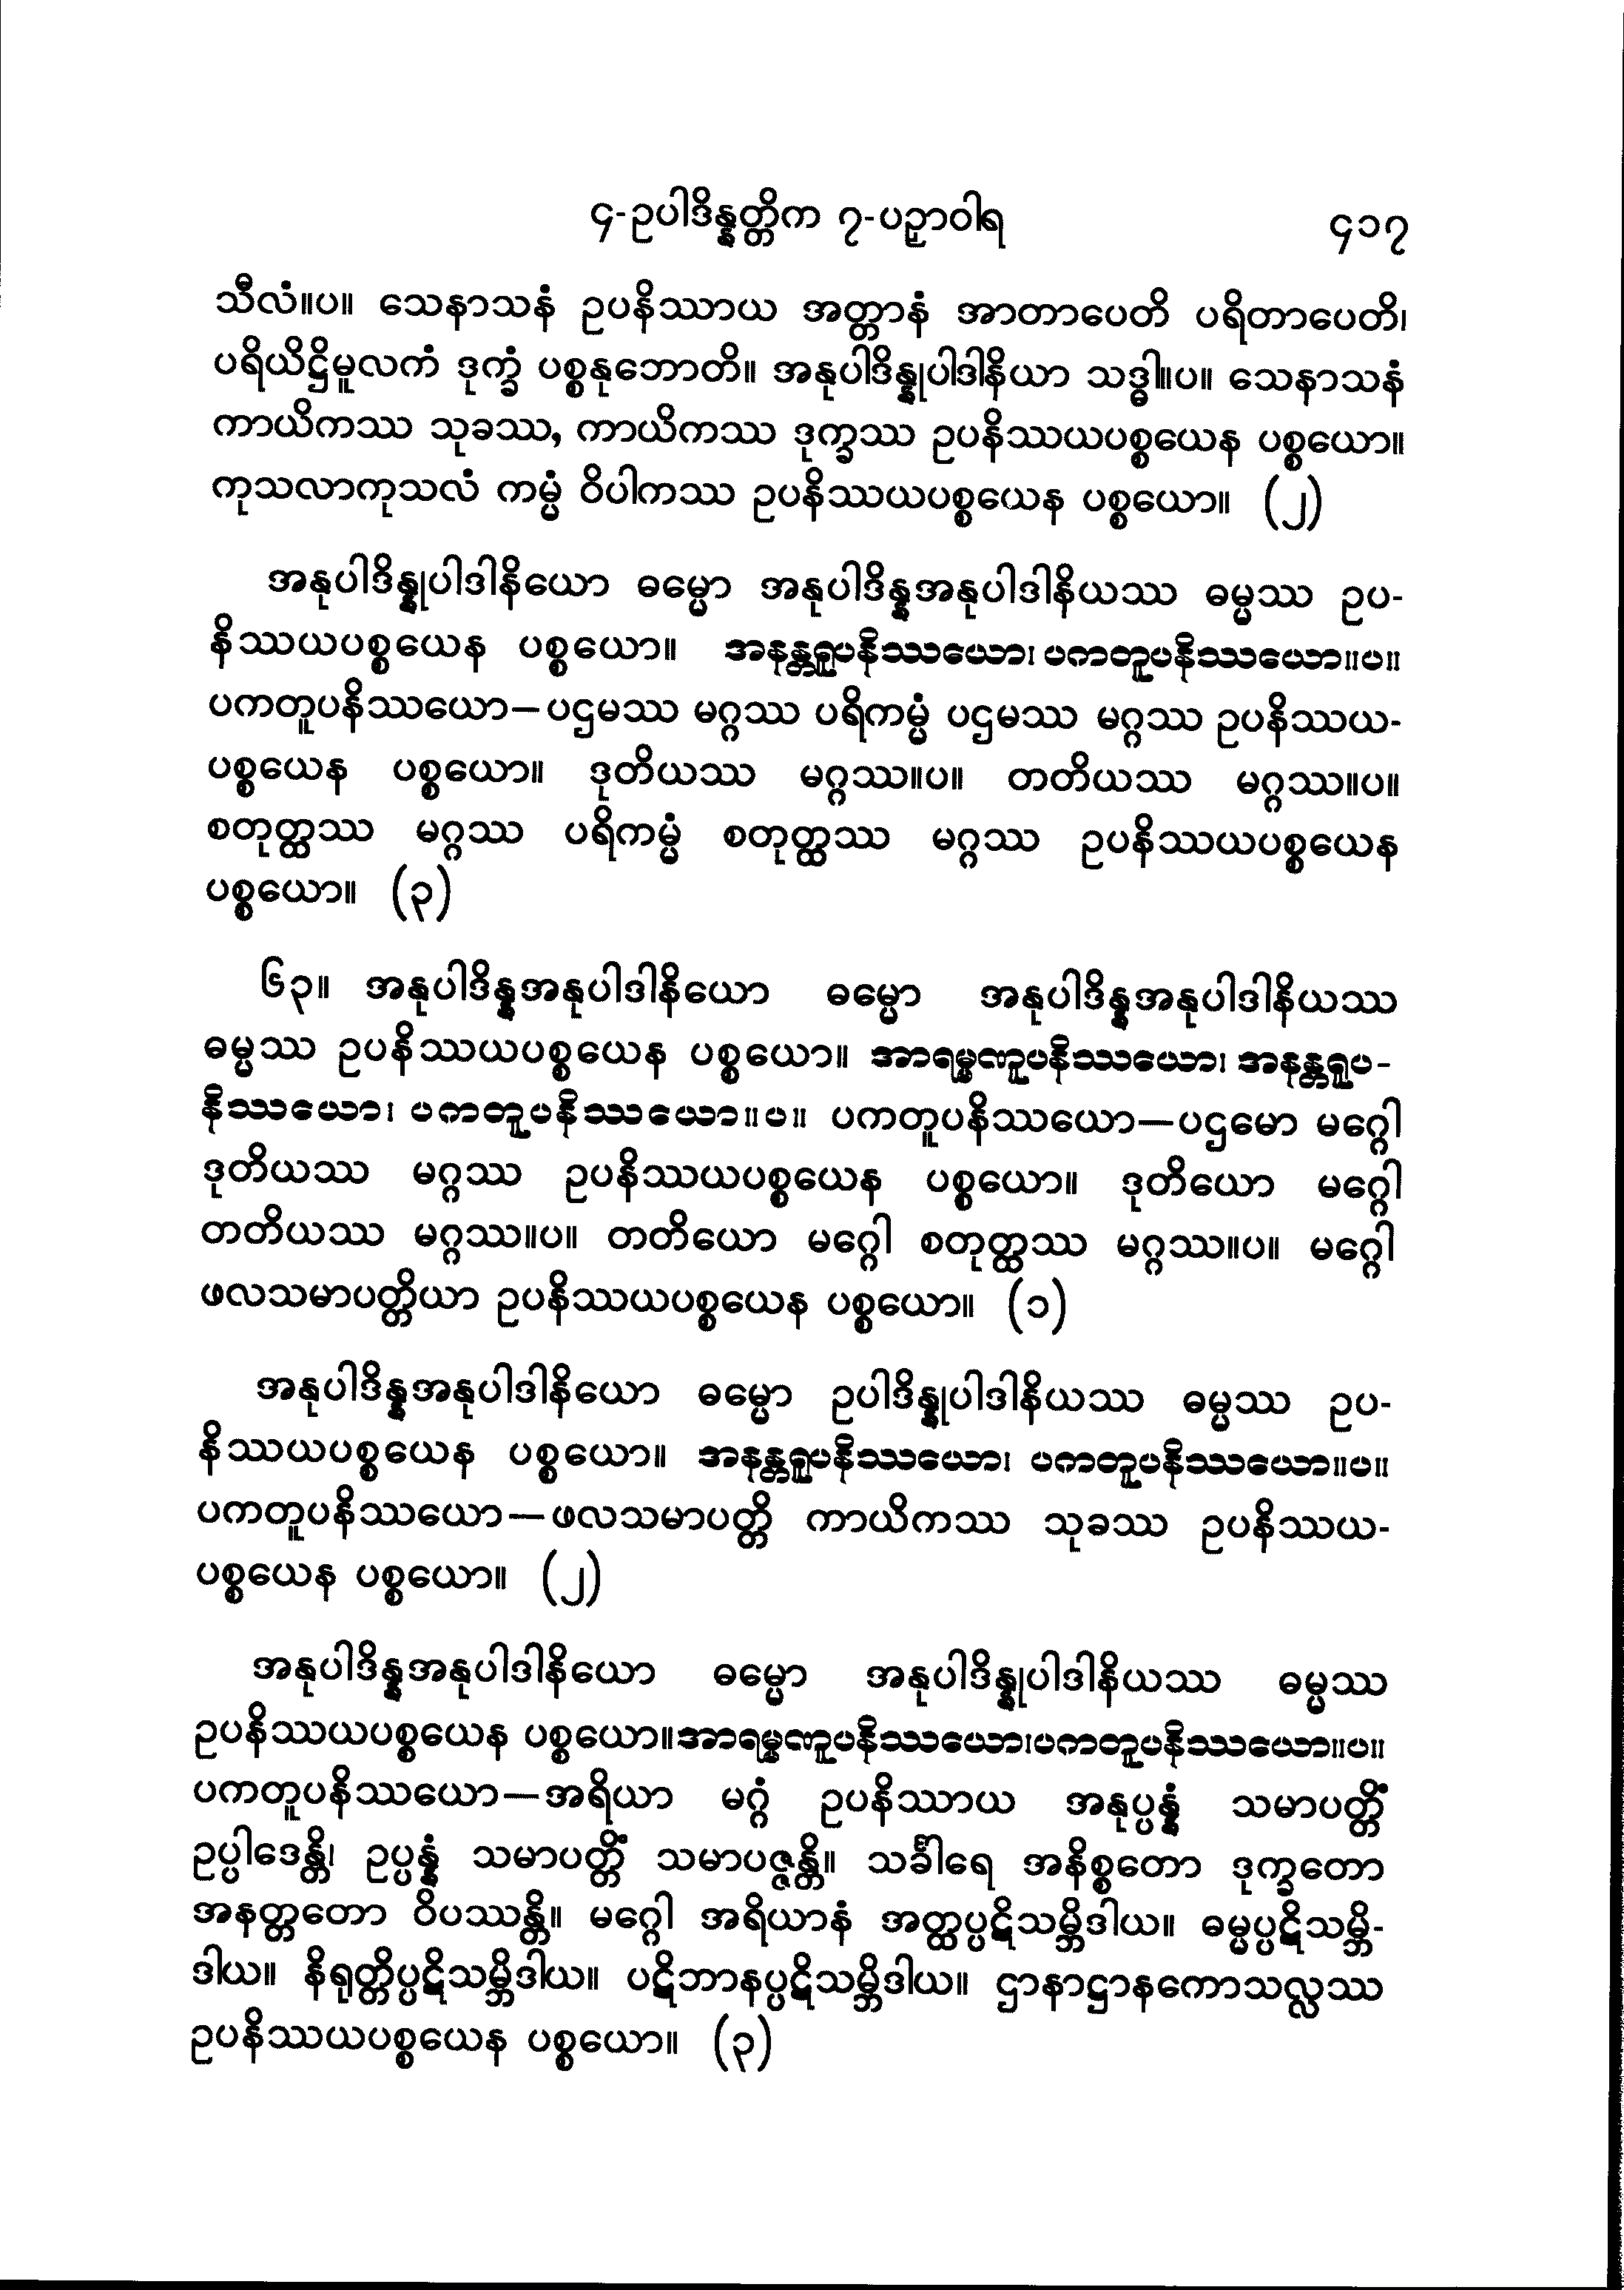 ၄-ဥပါဒိန္နတ္တိက ၇-ပဉှာဝါရ ၄၁၇
သီလံ။ပ။ သေနာသနံ ဥပနိဿာယ အတ္တာနံ အာတာပေတိ ပရိတာပေတိ၊
ပရိယိဋ္ဌိမူလကံ ဒုက္ခံ ပစ္စနုဘောတိ။ အနုပါဒိန္နုပါဒါနိယာ သဒ္ဓါ။ပ။ သေနာသနံ
ကာယိကဿ သုခဿ, ကာယိကဿ ဒုက္ခဿ ဥပနိဿယပစ္စယေန ပစ္စယော။
ကုသလာကုသလံ ကမ္မံ ဝိပါကဿ ဥပနိဿယပစ္စယေန ပစ္စယော။ (၂)
အနုပါဒိန္နုပါဒါနိယော ဓမ္မော အနုပါဒိန္နအနုပါဒါနိယဿ ဓမ္မဿ ဥပ-
နိဿယပစ္စယေန ပစ္စယော။ အနန္တရူပနိဿယော၊ ပကတူပနိဿယော။ပ။
ပကတူပနိဿယော—ပဌမဿ မဂ္ဂဿ ပရိကမ္မံ ပဌမဿ မဂ္ဂဿ ဥပနိဿယ-
ပစ္စယေန ပစ္စယော။ ဒုတိယဿ မဂ္ဂဿ။ပ။ တတိယဿ မဂ္ဂဿ။ပ။
စတုတ္ထဿ မဂ္ဂဿ ပရိကမ္မံ စတုတ္ထဿ မဂ္ဂဿ ဥပနိဿယပစ္စယေန
ပစ္စယော။ (၃)
၆၃။ အနုပါဒိန္နအနုပါဒါနိယော ဓမ္မော အနုပါဒိန္နအနုပါဒါနိယဿ
ဓမ္မဿ ဥပနိဿယပစ္စယေန ပစ္စယော။ အာရမ္မဏူပနိဿယော၊ အနန္တရူပ-
နိဿယော၊ ပကတူပနိဿယော။ပ။ ပကတူပနိဿယော—ပဌမော မဂ္ဂေါ
ဒုတိယဿ မဂ္ဂဿ ဥပနိဿယပစ္စယေန ပစ္စယော။ ဒုတိယော မဂ္ဂေါ
တတိယဿ မဂ္ဂဿ။ပ။ တတိယော မဂ္ဂေါ စတုတ္ထဿ မဂ္ဂဿ။ပ။ မဂ္ဂေါ
ဖလသမာပတ္တိယာ ဥပနိဿယပစ္စယေန ပစ္စယော။ (၁)
အနုပါဒိန္နအနုပါဒါနိယော ဓမ္မော ဥပါဒိန္နုပါဒါနိယဿ ဓမ္မဿ ဥပ-
နိဿယပစ္စယေန ပစ္စယော။ အနန္တရူပနိဿယော၊ ပကတူပနိဿယော။ပ။
ပကတူပနိဿယော—ဖလသမာပတ္တိ ကာယိကဿ သုခဿ ဥပနိဿယ-
ပစ္စယေန ပစ္စယော။ (၂)
အနုပါဒိန္နအနုပါဒါနိယော ဓမ္မော အနုပါဒိန္နုပါဒါနိယဿ ဓမ္မဿ
ဥပနိဿယပစ္စယေန ပစ္စယော။အာရမ္မဏူပနိဿယော၊ပကတူပနိဿယော။ပ။
ပကတူပနိဿယော—အရိယာ မဂ္ဂံ ဥပနိဿာယ အနုပ္ပန္နံ သမာပတ္တိံ
ဥပ္ပါဒေန္တိ၊ ဥပ္ပန္နံ သမာပတ္တိံ သမာပဇ္ဇန္တိ။ သင်္ခါရေ အနိစ္စတော ဒုက္ခတော
အနတ္တတော ဝိပဿန္တိ။ မဂ္ဂေါ အရိယာနံ အတ္ထပ္ပဋိသမ္ဘိဒါယ။ ဓမ္မပ္ပဋိသမ္ဘိ-
ဒါယ။ နိရုတ္တိပ္ပဋိသမ္ဘိဒါယ။ ပဋိဘာနပ္ပဋိသမ္ဘိဒါယ။ ဌာနာဋ္ဌာနကောသလ္လဿ
ဥပနိဿယပစ္စယေန ပစ္စယော။ (၃)